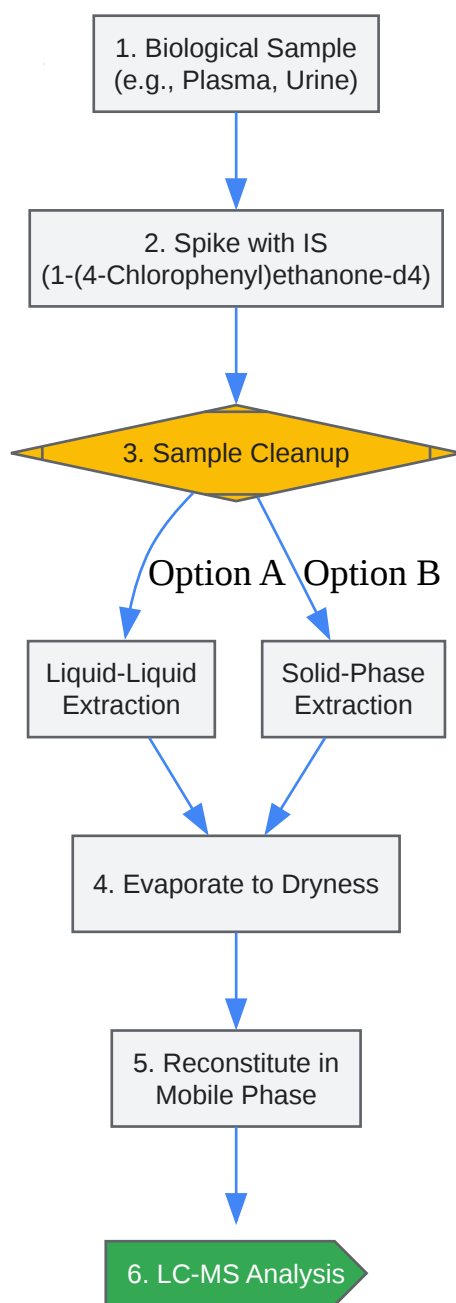 1. Biological Sample
(e.g., Plasma, Urine)
2. Spike with IS
(1-(4-Chlorophenyl)ethanone-d4)
3. Sample Cleanup
Option A
Option B
Liquid-Liquid
Extraction
Solid-Phase
Extraction
4. Evaporate to Dryness
5. Reconstitute in
Mobile Phase
6. LC-MS Analysis